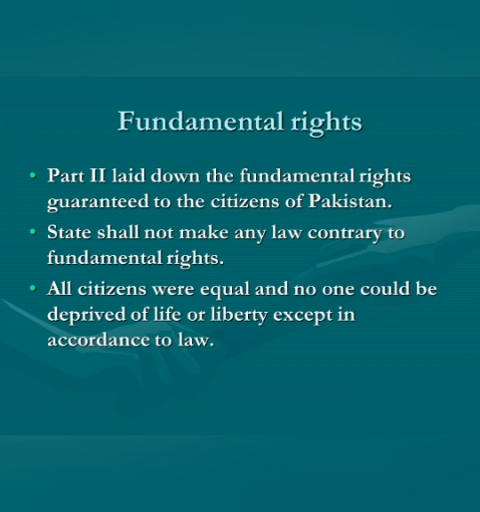 Fundamental rights
• Part II laid down the fundamental rights
guaranteed to the citizens of Pakistan.
• State shall not make any law contrary to
fundamental rights.
• All citizens were equal and no one could be
deprived of life or liberty except in
accordance to law.